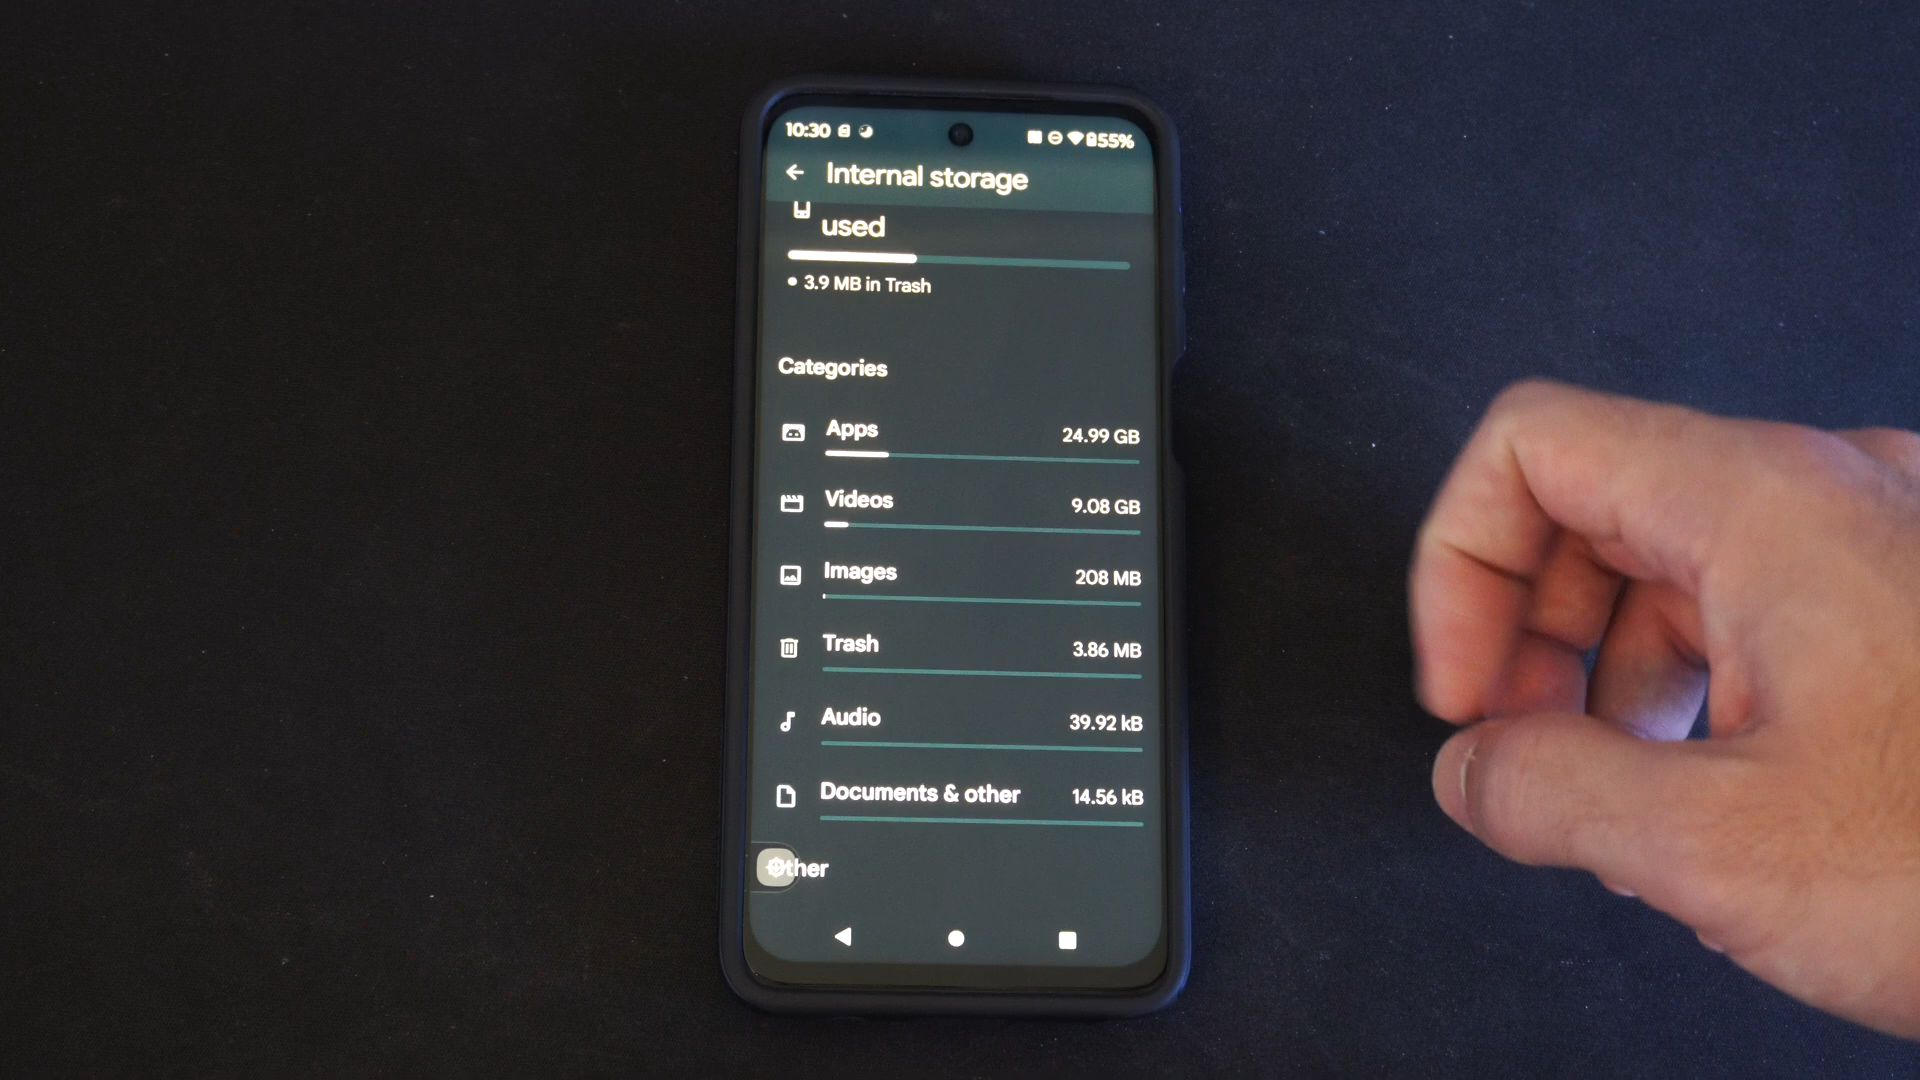 10:30 55%
Internal storage
used
3.9 MB in Trash
Categories
Apps 24.99 GB
Videos 9.08 GB
Images 208 MB
Trash 3.86 MB
Audio 39.92 kB
Documents & other 14.56 kB
ther